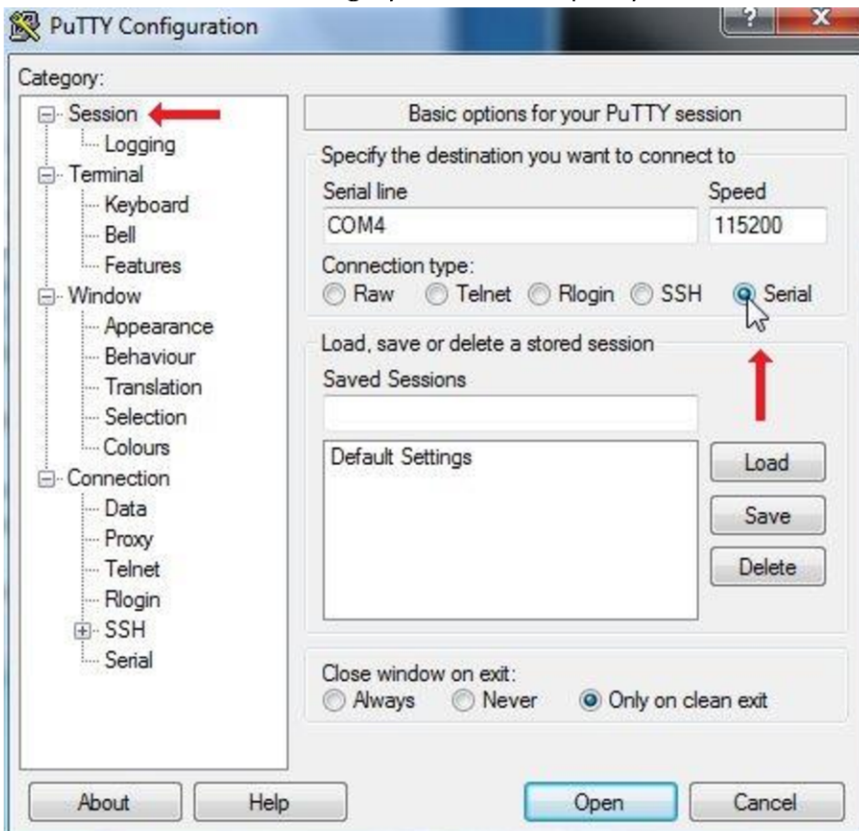 PuTTY Configuration
?
X
Category:
Session
Logging
Terminal
Keyboard
Bell
Features
Window
Appearance
Behaviour
Translation
Selection
Colours
Connection
Data
Proxy
Telnet
Rlogin
SSH
Serial
Basic options for your PuTTY session
Specify the destination you want to connect to
Serial line Speed
COM4 115200
Connection type:
Raw Telnet Rlogin SSH Serial
Load, save or delete a stored session
Saved Sessions
Default Settings
Load
Save
Delete
Close window on exit:
Always Never Only on clean exit
About Help Open Cancel